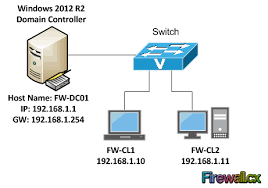 Windows 2012 R2
Domain Controller
Switch
Host Name: FW-DC01
IP: 192.168.1.1
GW: 192.168.1.254
FW-CL1
192.168.1.10
FW-CL2
192.168.1.11
Firewall.cx